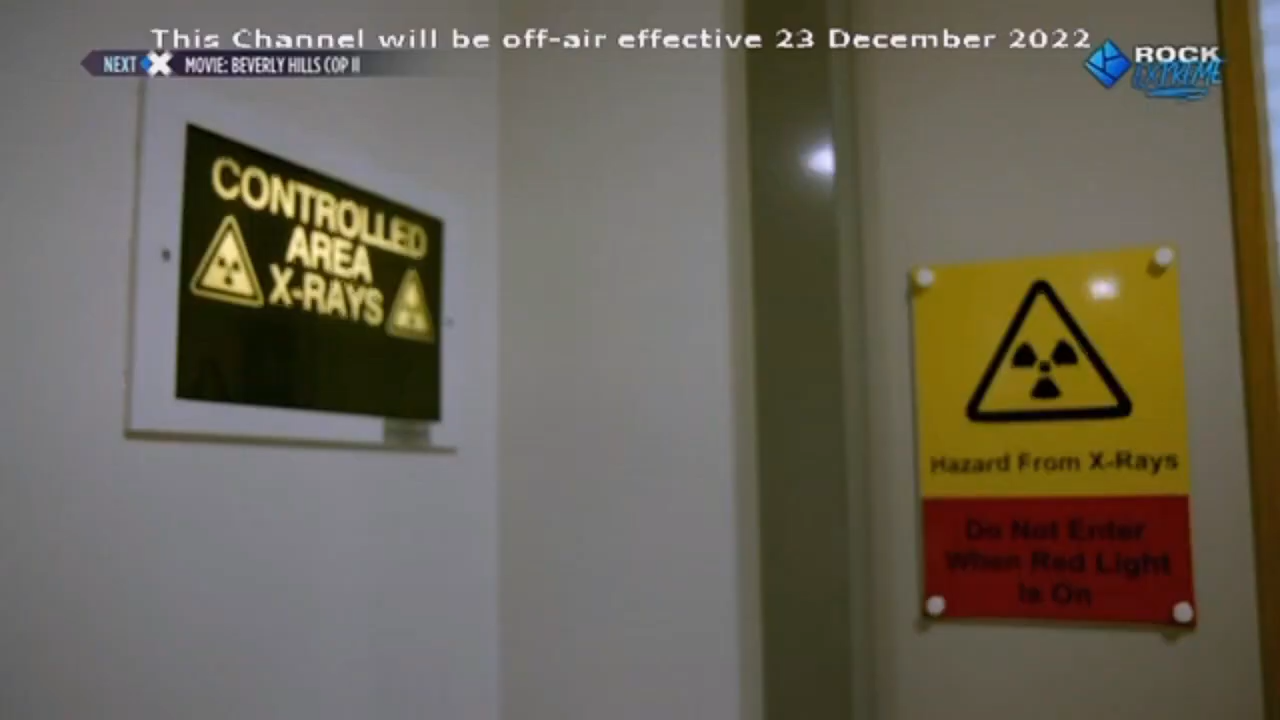 This Channel will be off-air effective 23 December 2022
NEXT MOVIE: BEVERLY HILLS COP II
ROCK
EXTREME
CONTROLLED
AREA
X-RAYS
Hazard From X-Rays
Do Not Enter
When Red Light
Is On